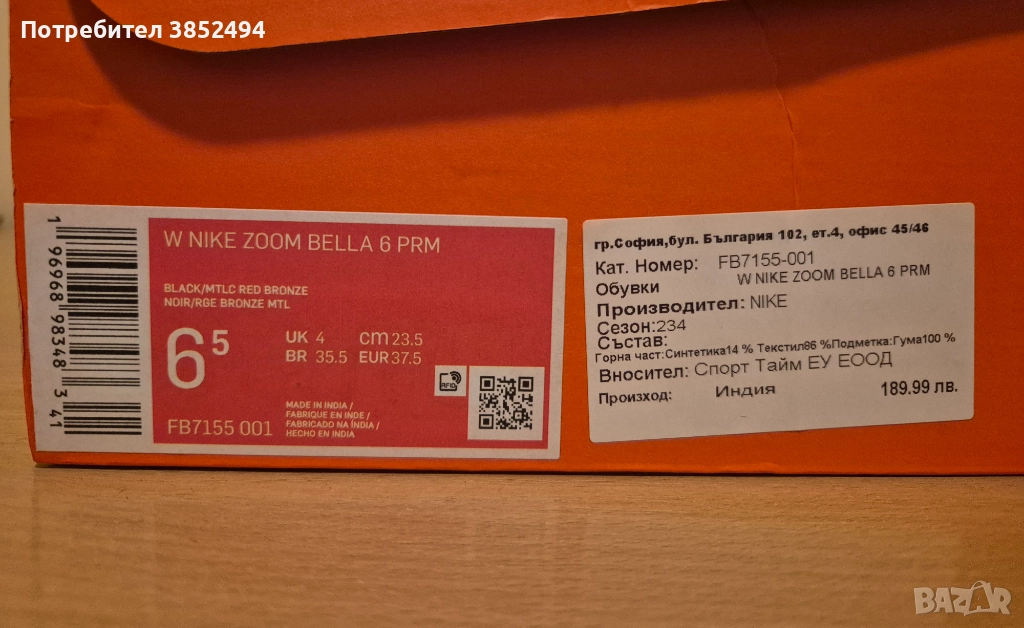 Потребител 3852494
1 96968 98348 3 41
W NIKE ZOOM BELLA 6 PRM
BLACK/MTLC RED BRONZE
NOIR/RGE BRONZE MTL
6 5
UK 4 cm 23.5
BR 35.5 EUR 37.5
RFID
MADE IN INDIA /
FABRIQUE EN INDE /
FABRICADO NA ÍNDIA /
HECHO EN INDIA
FB7155 001
гр.София,бул. България 102, ет.4, офис 45/46
Кат. Номер: FB7155-001
W NIKE ZOOM BELLA 6 PRM
Обувки
Производител: NIKE
Сезон:234
Състав:
Горна част:Синтетика14 % Текстил86 %Подметка:Гума100 %
Вносител: Спорт Тайм ЕУ ЕООД
Произход: Индия 189.99 лв.
BAZAR